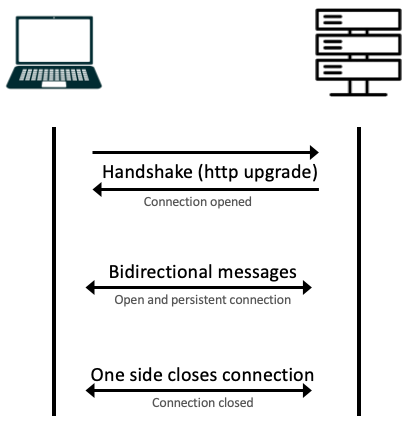 Handshake (http upgrade)
Connection opened
Bidirectional messages
Open and persistent connection
One side closes connection
Connection closed